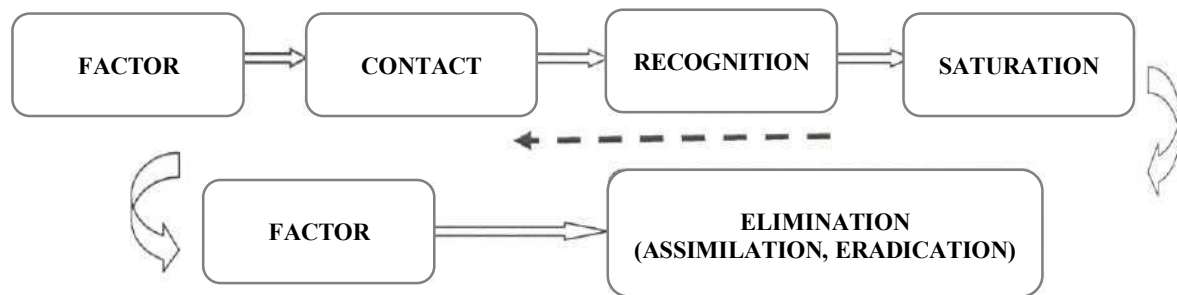 FACTOR
CONTACT
RECOGNITION
SATURATION
FACTOR
ELIMINATION
(ASSIMILATION, ERADICATION)